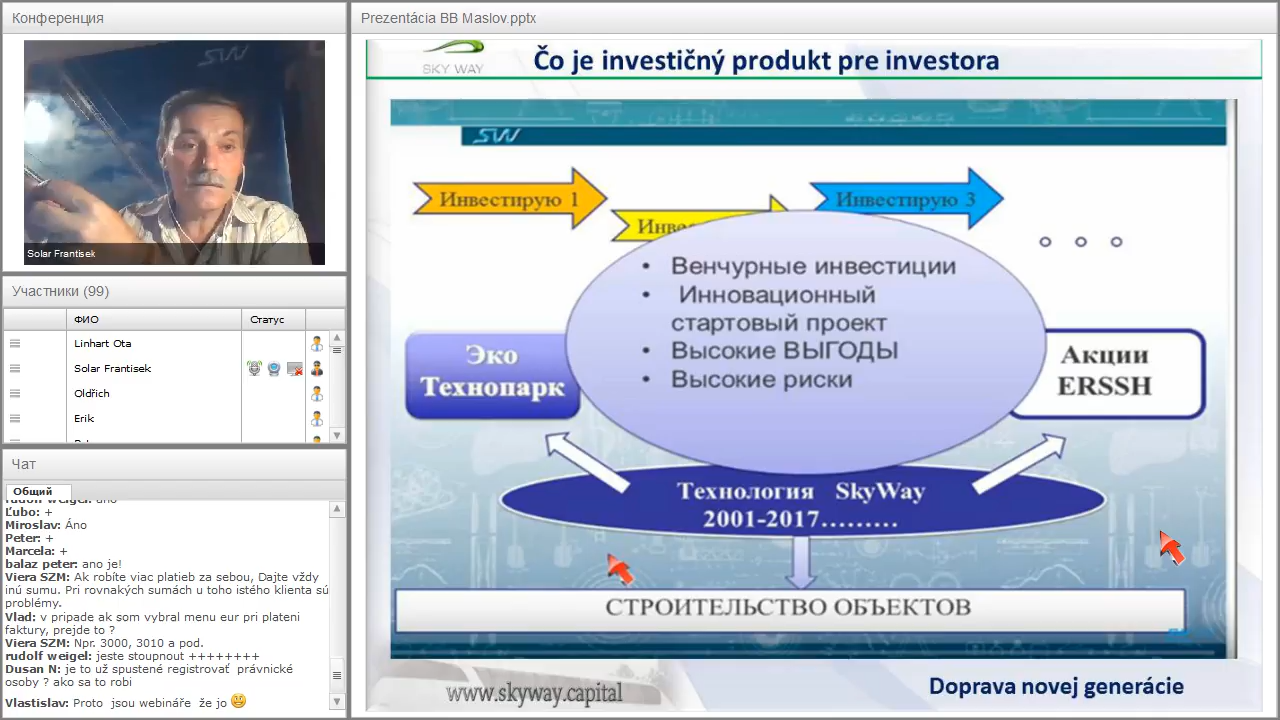 Конференция
Solar Frantisek
Участники (99)
ФИО
Статус
Linhart Ota
Solar Frantisek
Oldřich
Erik
Чат
Общий
rudolf weigel: ano
Ľubo: +
Miroslav: Áno
Peter: +
Marcela: +
balaz peter: ano je!
Viera SZM: Ak robíte viac platieb za sebou, Dajte vždy
inú sumu. Pri rovnakých sumách u toho istého klienta sú
problémy.
Vlad: v pripade ak som vybral menu eur pri plateni
faktury, prejde to ?
Viera SZM: Npr. 3000, 3010 a pod.
rudolf weigel: jeste stoupnout ++++++++
Dusan N: je to už spustené registrovať právnické
osoby ? ako sa to robi
Vlastislav: Proto jsou webináře že jo
Prezentácia BB Maslov.pptx
SKY WAY
Čo je investičný produkt pre investora
SW
Инвестирую 1
Инвестирую 3
• Венчурные инвестиции
• Инновационный
стартовый проект
• Высокие ВЫГОДЫ
• Высокие риски
Эко
Технопарк
Акции
ERSSH
Технология SkyWay
2001-2017.........
СТРОИТЕЛЬСТВО ОБЪЕКТОВ
www.skyway.capital
Doprava novej generácie